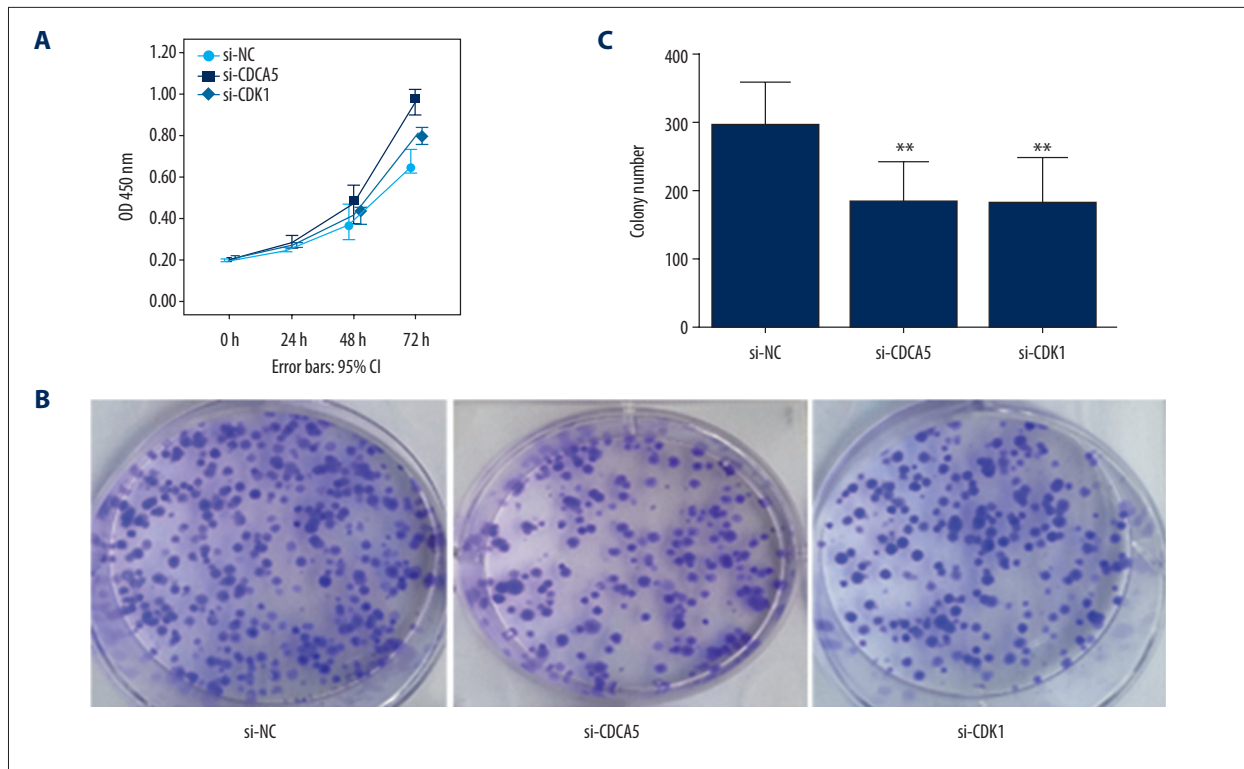 A
1.20
1.00
0.80
0.60
0.40
0.20
0.00
OD 450 nm
si-NC
si-CDCA5
si-CDK1
0 h 24 h 48 h 72 h
Error bars: 95% CI
C
400
300
200
100
0
Colony number
** **
si-NC si-CDCA5 si-CDK1
B
si-NC si-CDCA5 si-CDK1